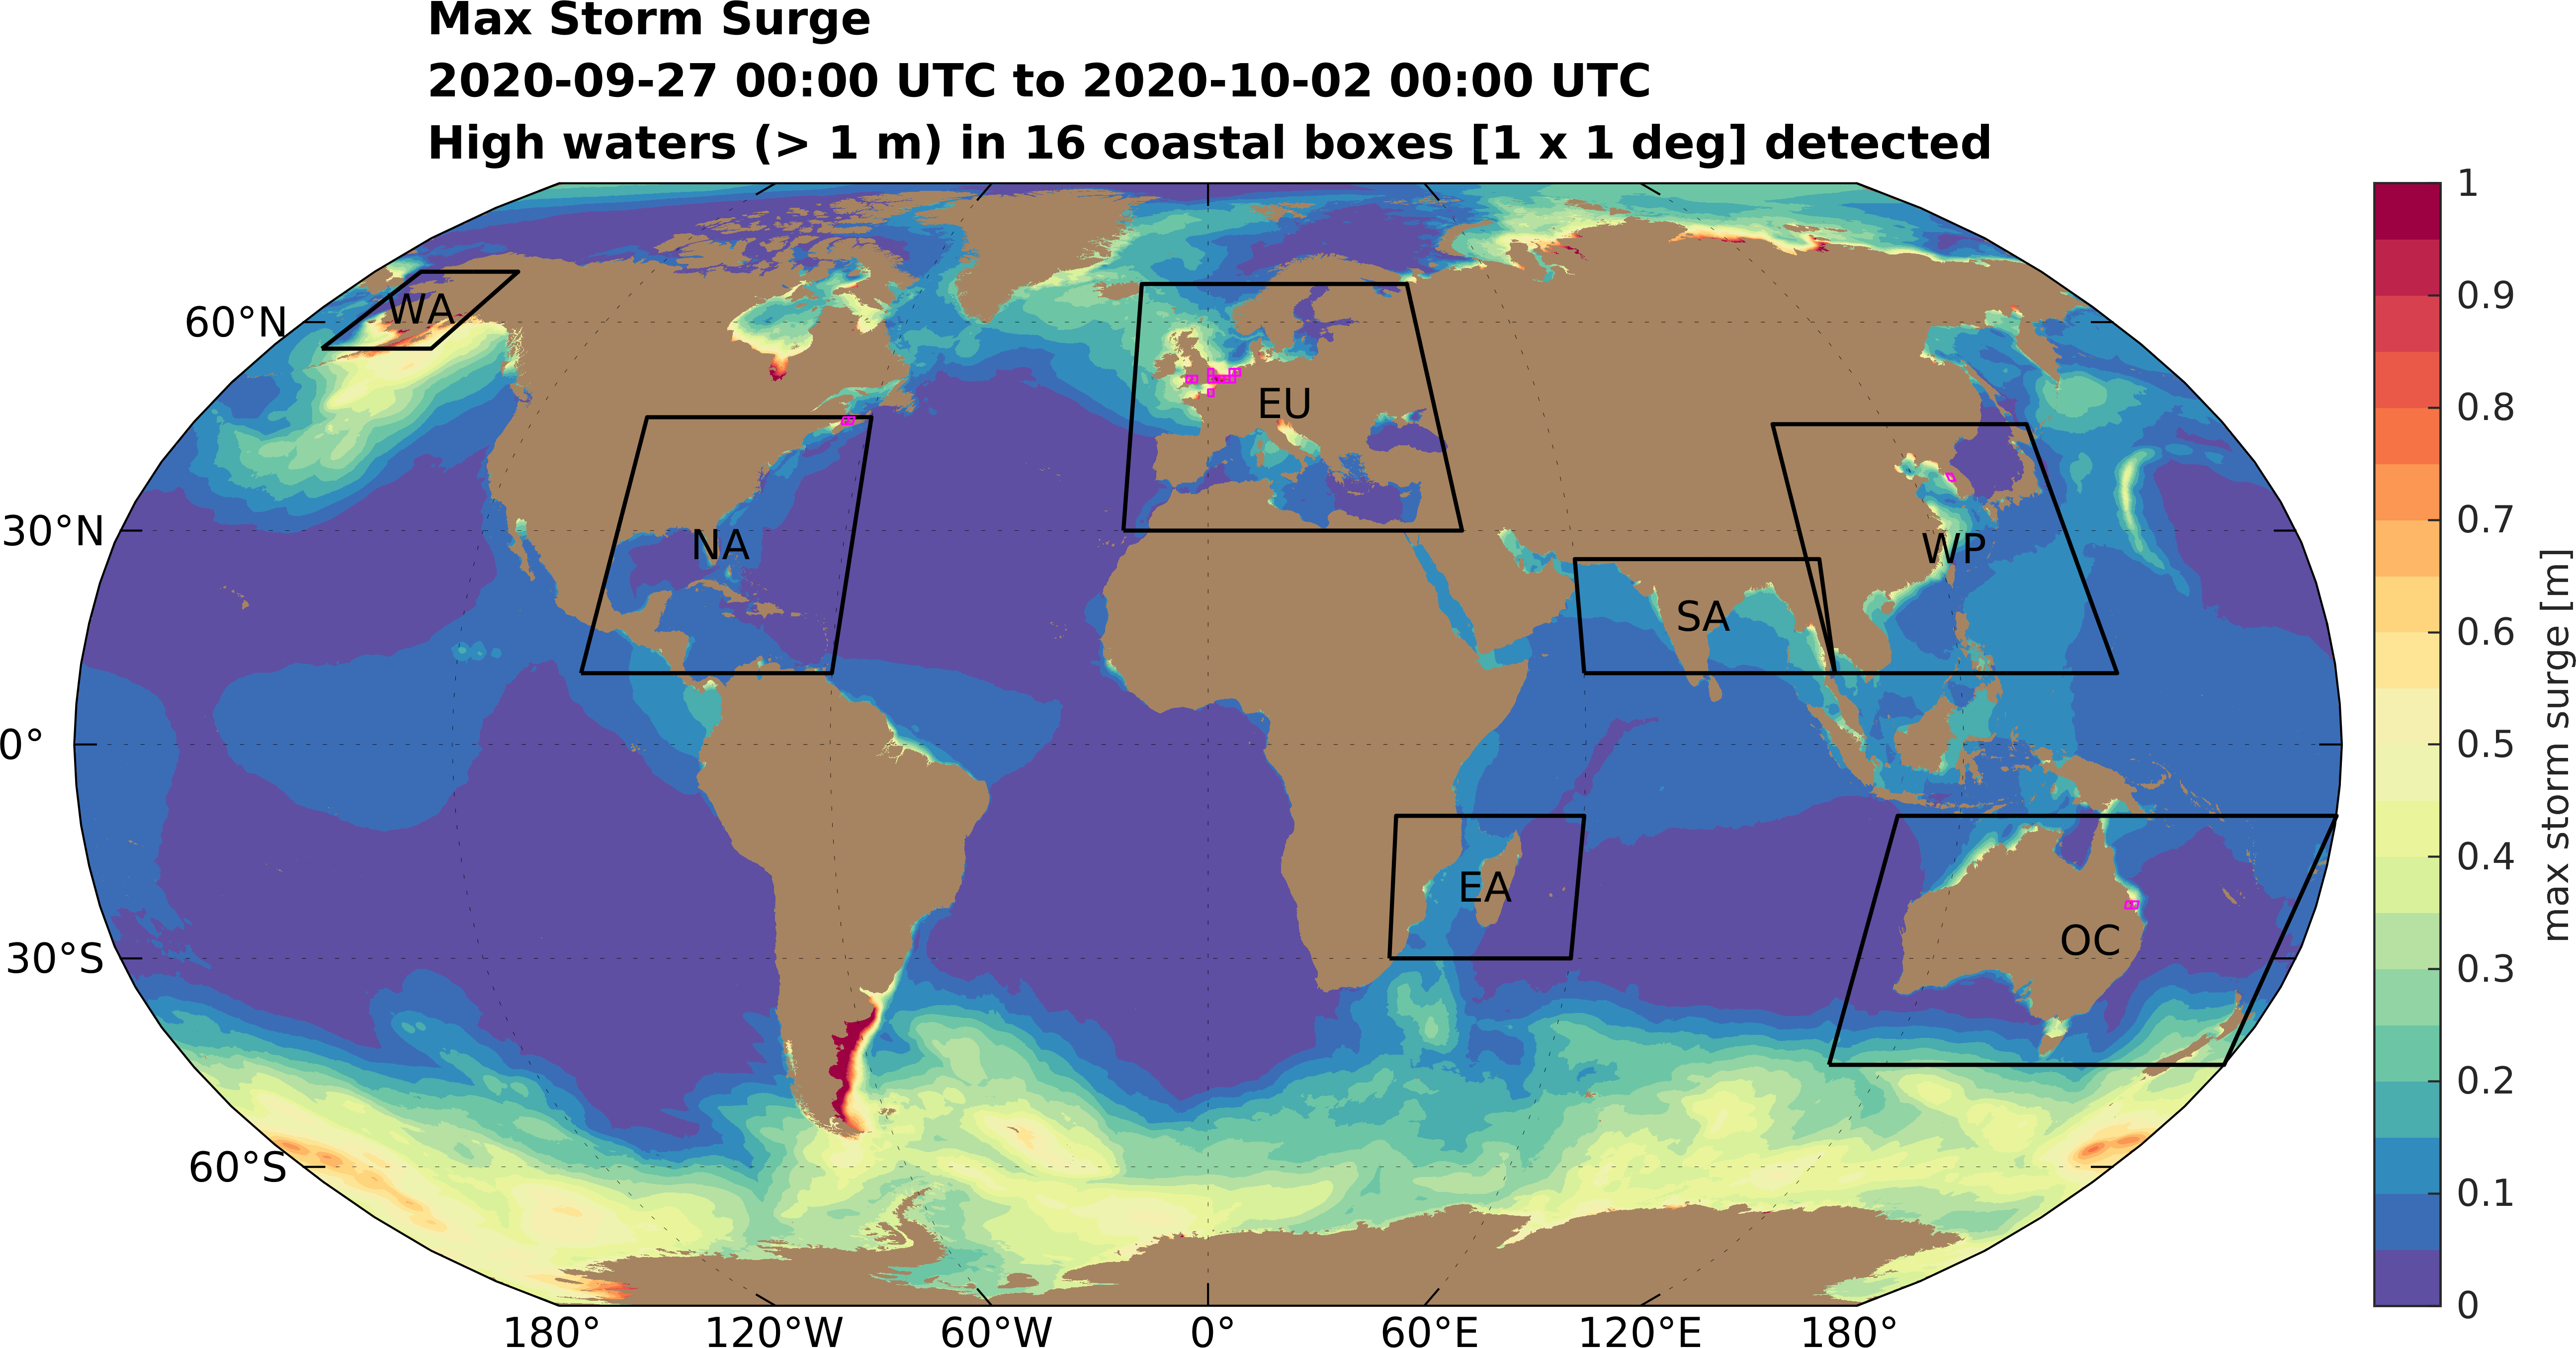 Max Storm Surge
2020-09-27 00:00 UTC to 2020-10-02 00:00 UTC
High waters (> 1 m) in 16 coastal boxes [1 x 1 deg] detected
60°N
30°N
0°
30°S
60°S
WA
NA
EU
SA
WP
EA
OC
180°
120°W
60°W
0°
60°E
120°E
180°
1
0.9
0.8
0.7
0.6
0.5
0.4
0.3
0.2
0.1
0
max storm surge [m]